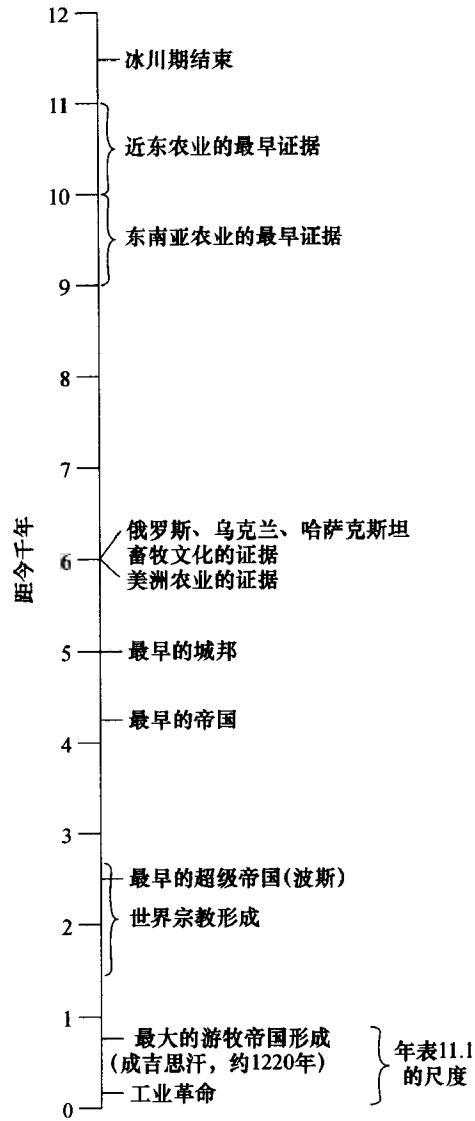 12
冰川期结束
11
近东农业的最早证据
10
东南亚农业的最早证据
9
8
7
距今千年
俄罗斯、乌克兰、哈萨克斯坦
6
畜牧文化的证据
美洲农业的证据
5
最早的城邦
最早的帝国
4
3
最早的超级帝国(波斯)
2
世界宗教形成
1
最大的游牧帝国形成
(成吉思汗，约1220年)
年表11.1
的尺度
工业革命
0